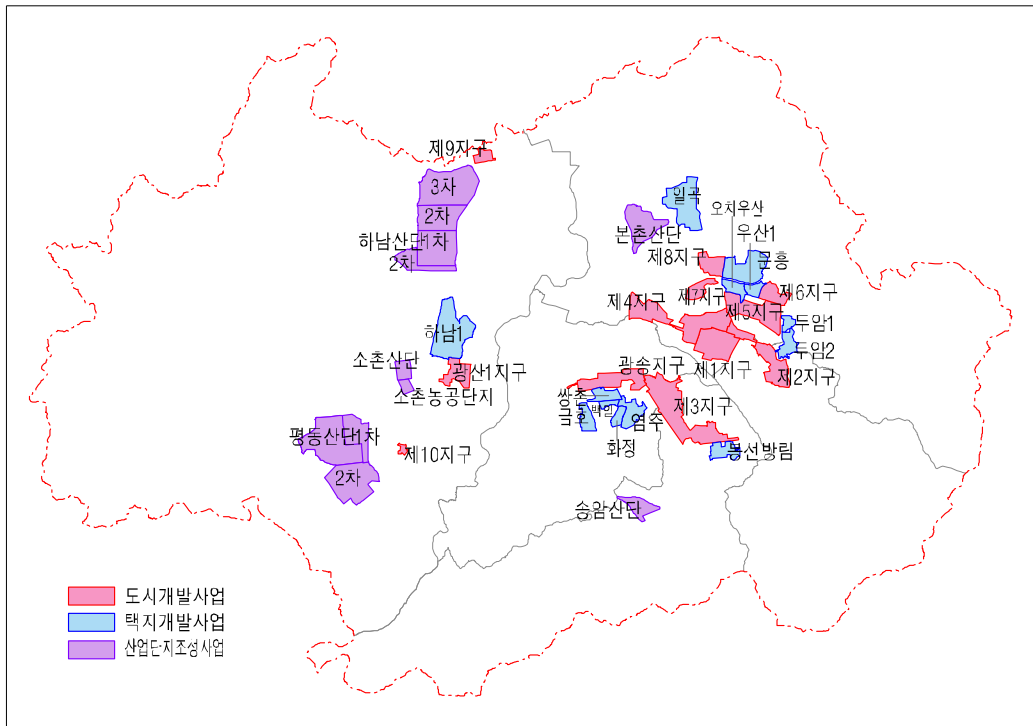 제9지구
3차
2차
하남산단
1차
2차
일곡
오치우산
본촌산단
우산1
문흥
제8지구
제7지구
제6지구
제4지구
제5지구
두암1
두암2
하남1
소촌산단
광산1지구
소촌농공단지
광송지구
제1지구
제2지구
쌍촌
금호
백일
염주
제3지구
화정
봉선방림
평동산단
1차
2차
제10지구
송암산단
도시개발사업
택지개발사업
산업단지조성사업